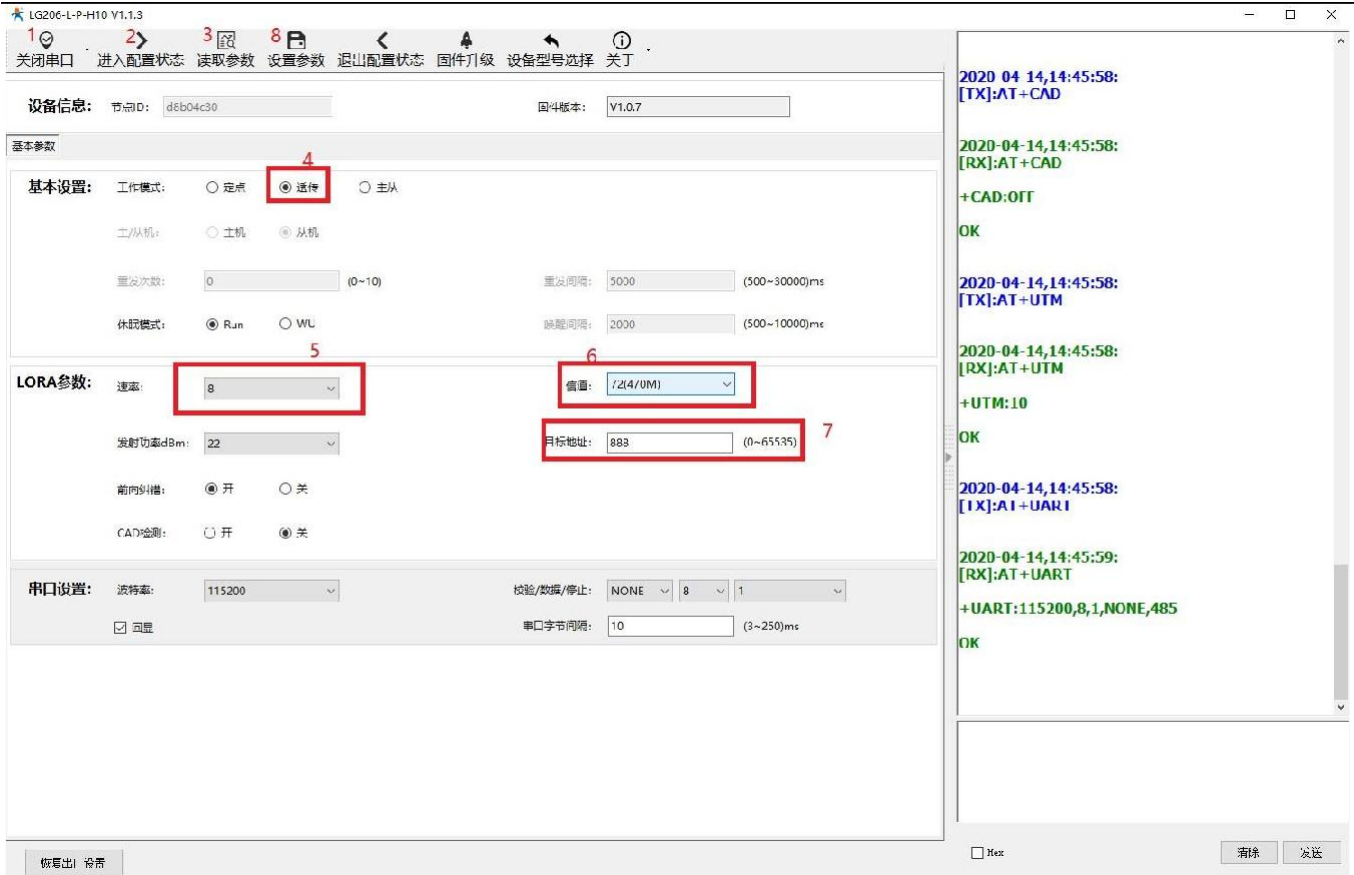 LG206-L-P-H10 V1.1.3
1 2 3 8
关闭串口 进入配置状态 读取参数 设置参数 退出配置状态 固件升级 设备型号选择 关于
设备信息: 节点ID: d6b04c30 固件版本: V1.0.7
基本参数
4
基本设置: 工作模式: 定点 透传 主从
主/从机: 主机 从机
重发次数: 0 (0~10) 重发间隔: 5000 (500~30000)ms
休眠模式: Run WU 唤醒间隔: 2000 (500~10000)ms
5 6
LORA参数: 速率: 8 信道: 72(470M)
7
发射功率dBm: 22 目标地址: 888 (0~65535)
前向纠错: 开 关
CAD检测: 开 关
串口设置: 波特率: 115200 校验/数据/停止: NONE 8 1
回显 串口字节间隔: 10 (3~250)ms
恢复出厂设置
2020-04-14,14:45:58:
[TX]:AT+CAD
2020-04-14,14:45:58:
[RX]:AT+CAD
+CAD:OFF
OK
2020-04-14,14:45:58:
[TX]:AT+UTM
2020-04-14,14:45:58:
[RX]:AT+UTM
+UTM:10
OK
2020-04-14,14:45:58:
[TX]:AT+UART
2020-04-14,14:45:59:
[RX]:AT+UART
+UART:115200,8,1,NONE,485
OK
Hex 清除 发送